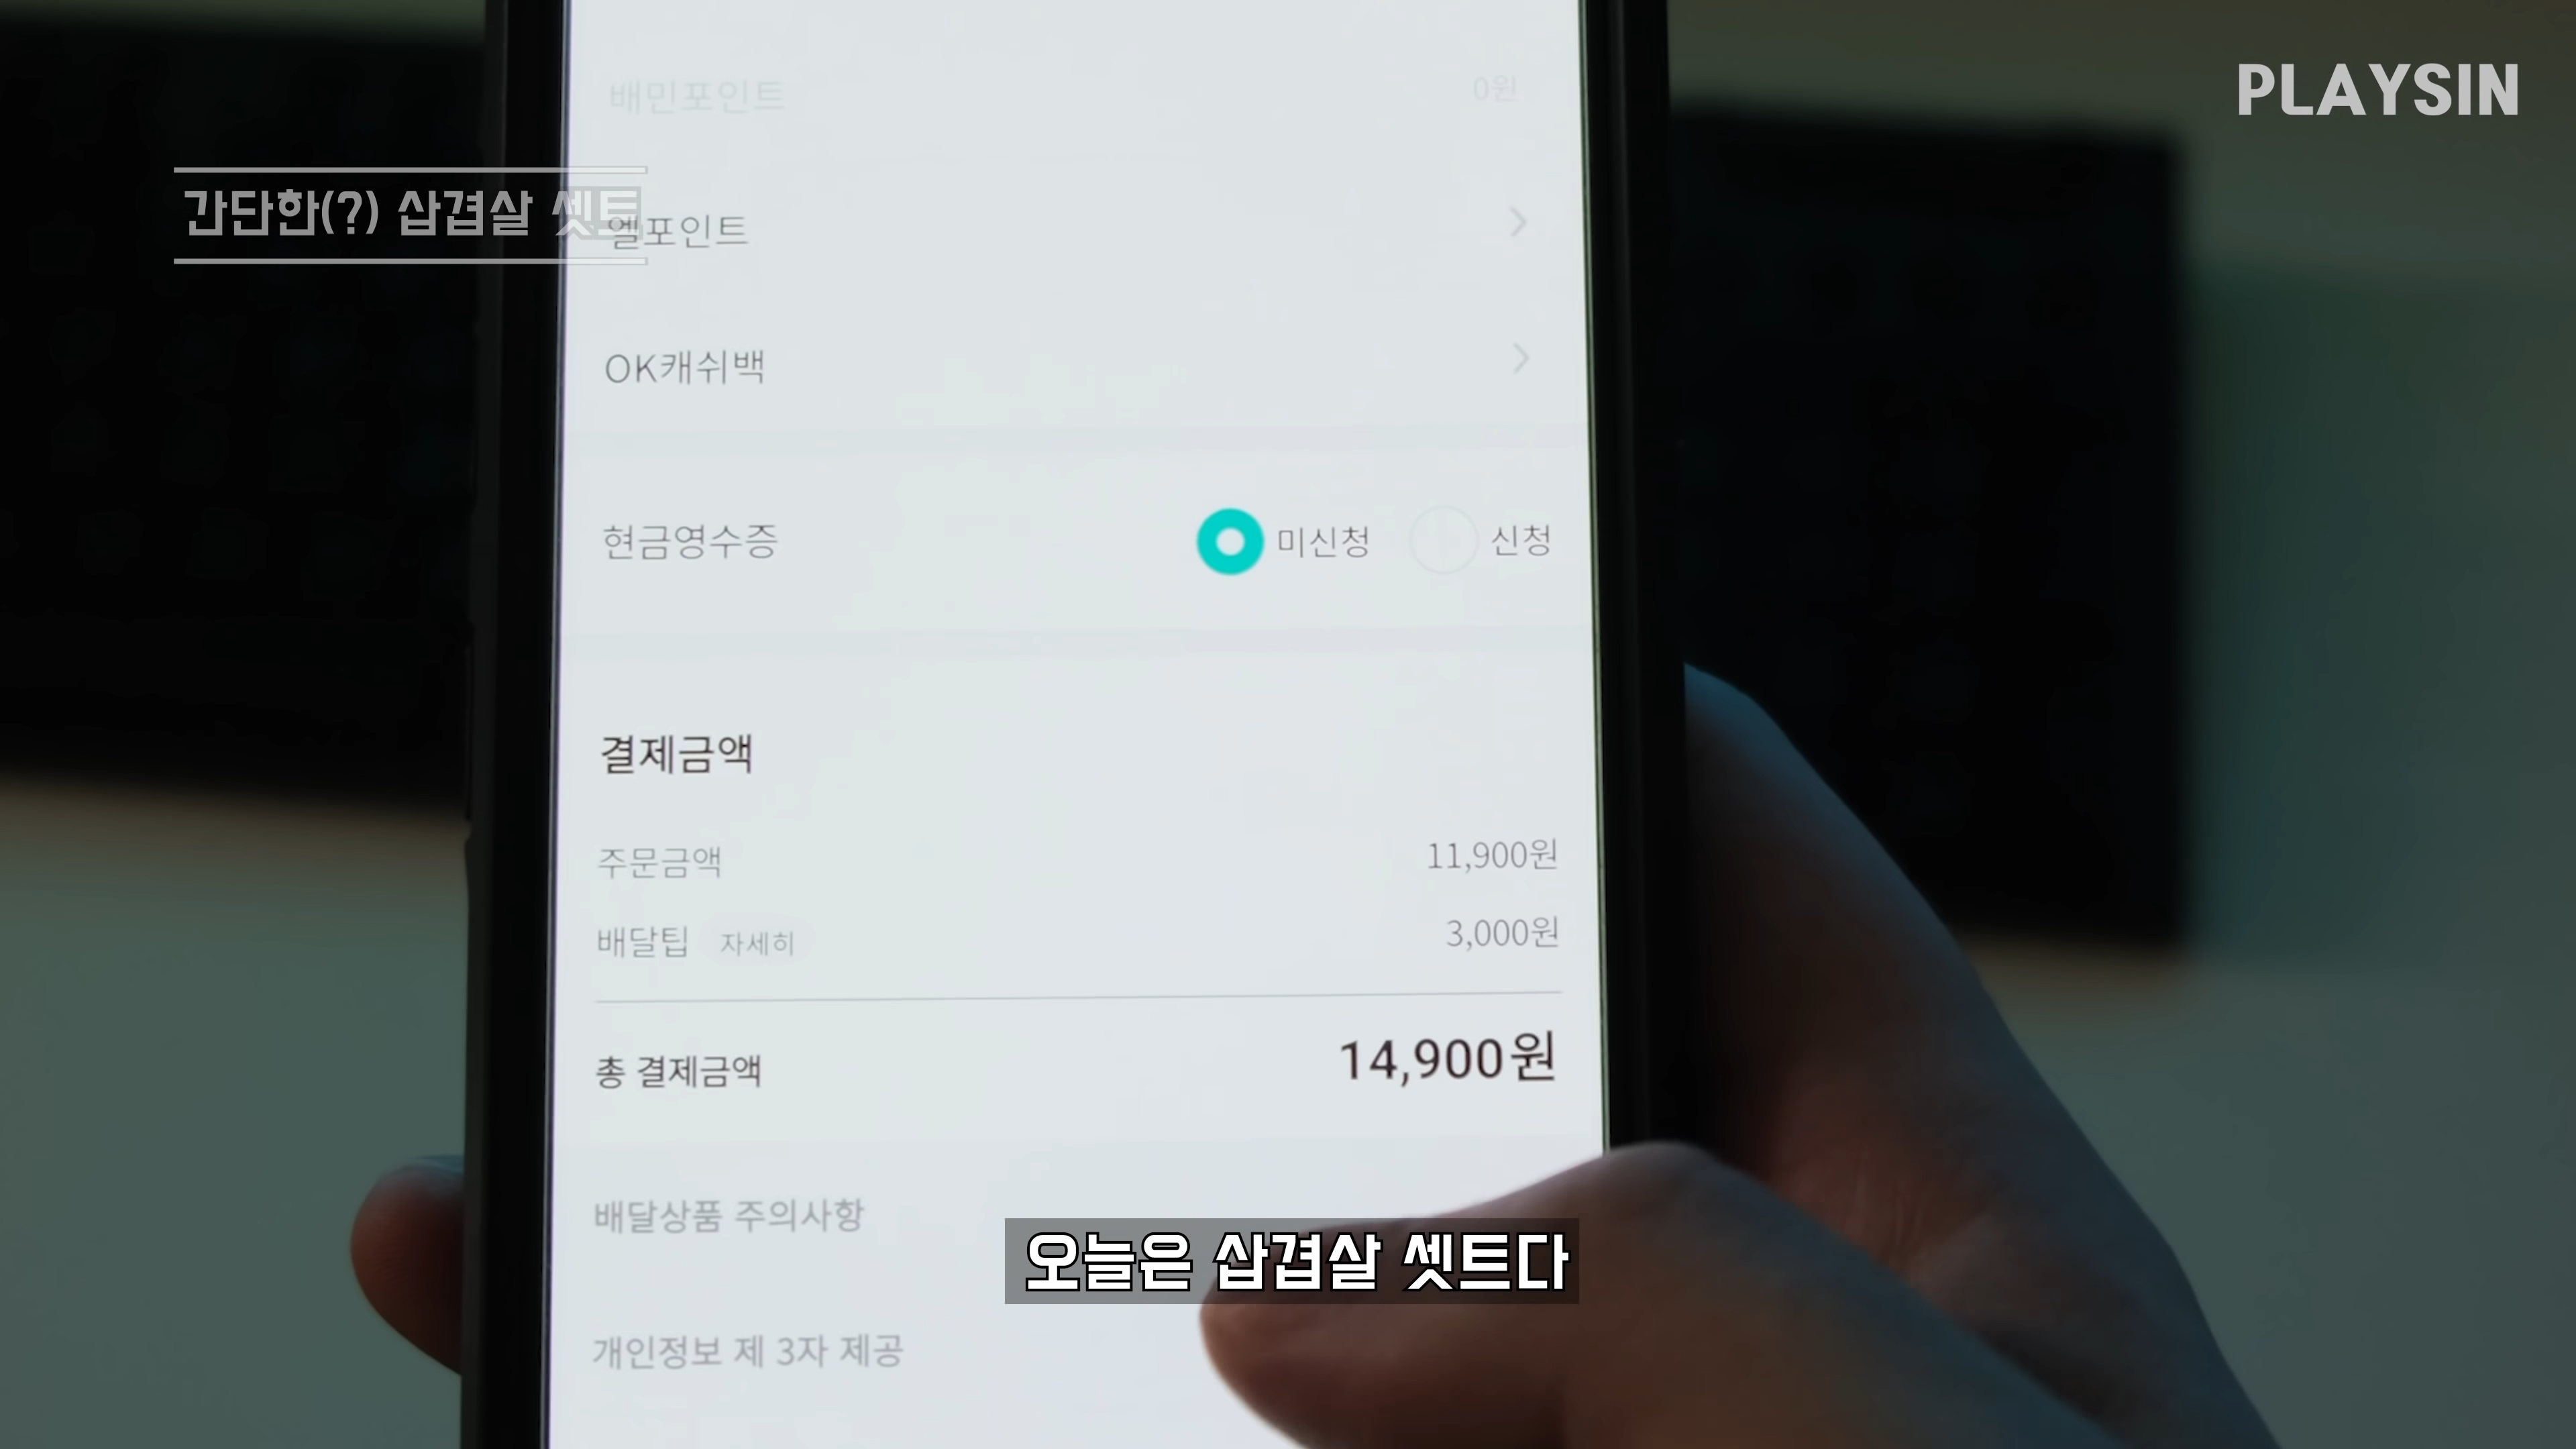 PLAYSIN
배민포인트 0원
간단한(?) 삼겹살 셋트
엘포인트
OK캐쉬백
현금영수증 미신청 신청
결제금액
주문금액 11,900원
배달팁 자세히 3,000원
총 결제금액 14,900원
배달상품 주의사항
오늘은 삼겹살 셋트다
개인정보 제 3자 제공